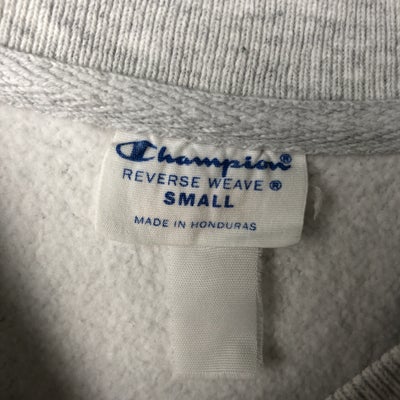 Champion®
REVERSE WEAVE ®
SMALL
MADE IN HONDURAS